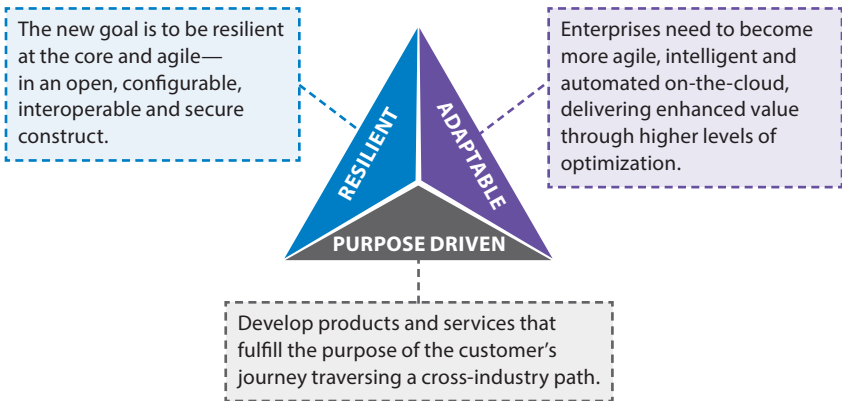 The new goal is to be resilient
at the core and agile—
in an open, configurable,
interoperable and secure
construct.
Enterprises need to become
more agile, intelligent and
automated on-the-cloud,
delivering enhanced value
through higher levels of
optimization.
RESILIENT
ADAPTABLE
PURPOSE DRIVEN
Develop products and services that
fulfill the purpose of the customer’s
journey traversing a cross-industry path.